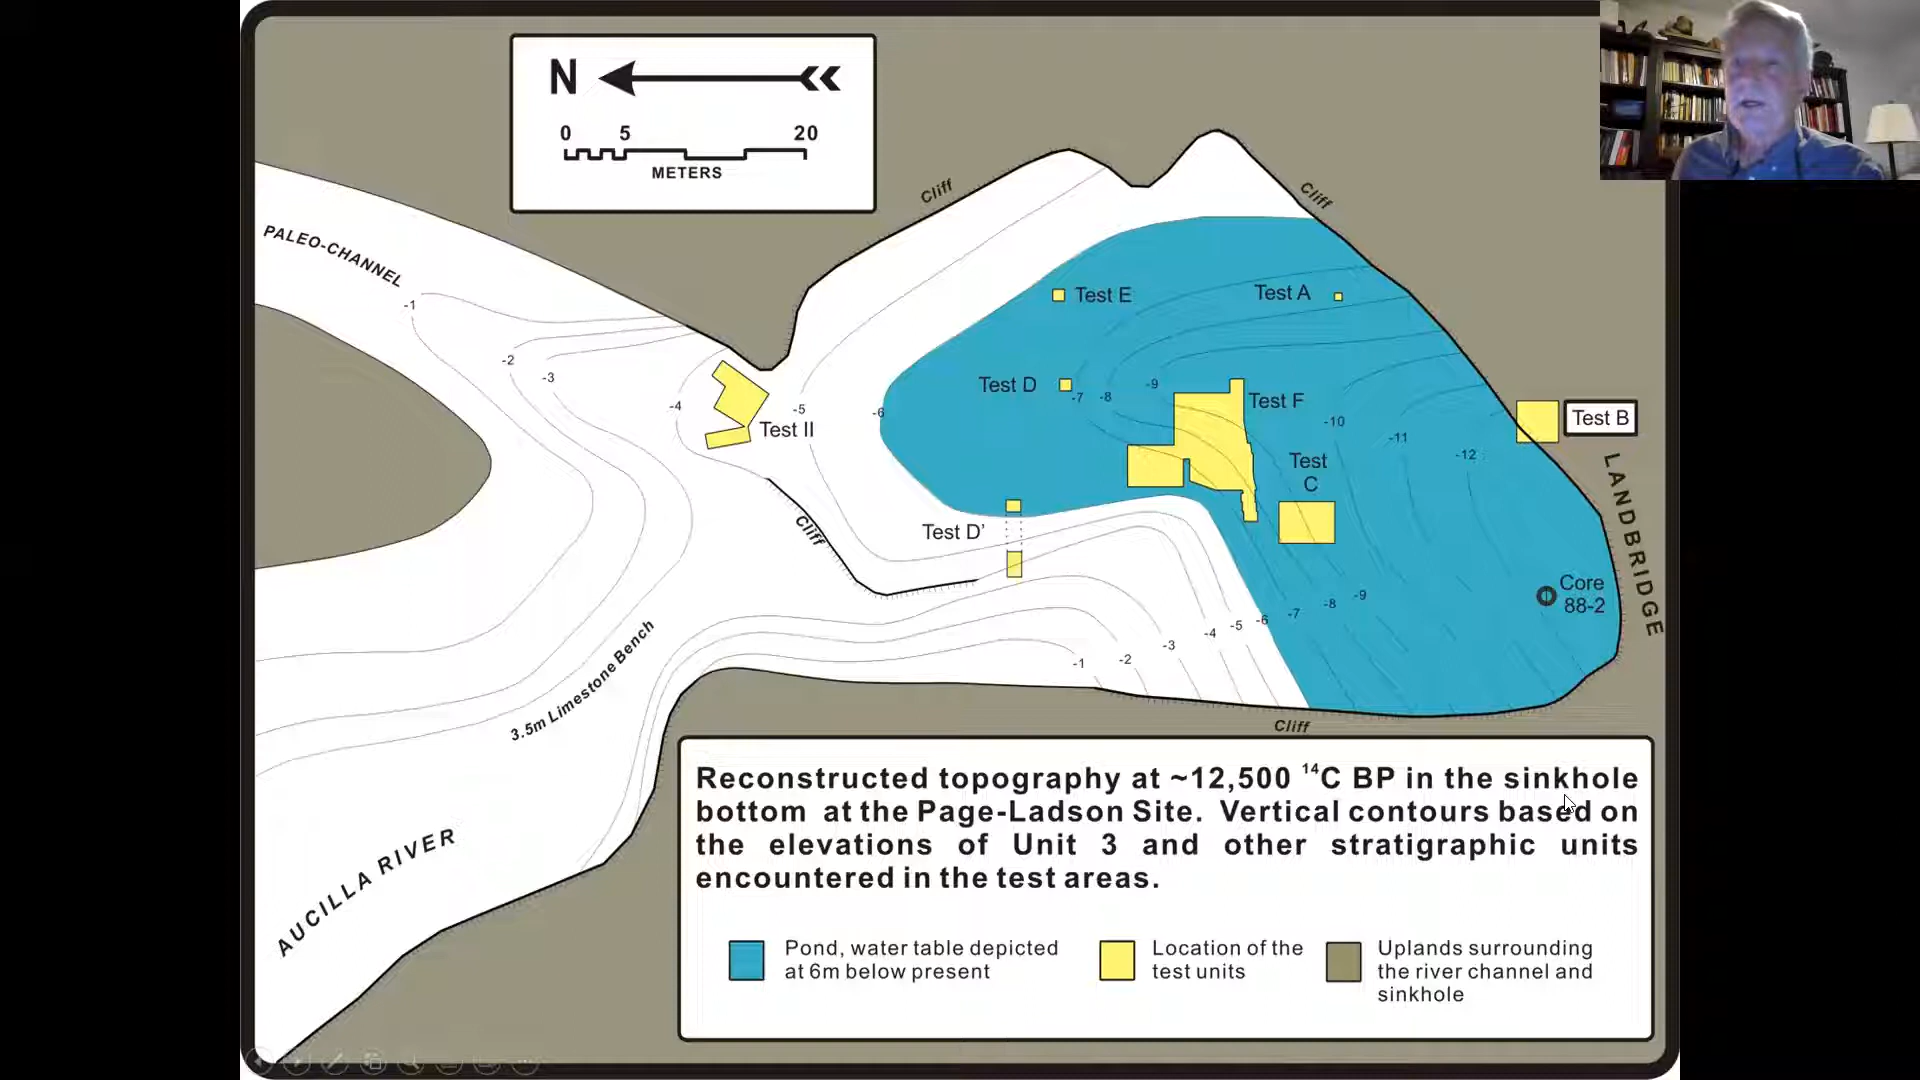 N
0 5 20
METERS
PALEO-CHANNEL
Cliff
Cliff
-1
-2
-3
-4
-5
-6
Test E
Test A
Test D
-7
-8
-9
Test F
-10
-11
-12
Test B
Test II
Test
C
LANDBRIDGE
Cliff
Test D’
Core
88-2
3.5m Limestone Bench
-1
-2
-3
-4
-5
-6
-7
-8
-9
Cliff
AUCILLA RIVER
Reconstructed topography at ~12,500 ¹⁴C BP in the sinkhole
bottom at the Page-Ladson Site. Vertical contours based on
the elevations of Unit 3 and other stratigraphic units
encountered in the test areas.
Pond, water table depicted
at 6m below present
Location of the
test units
Uplands surrounding
the river channel and
sinkhole